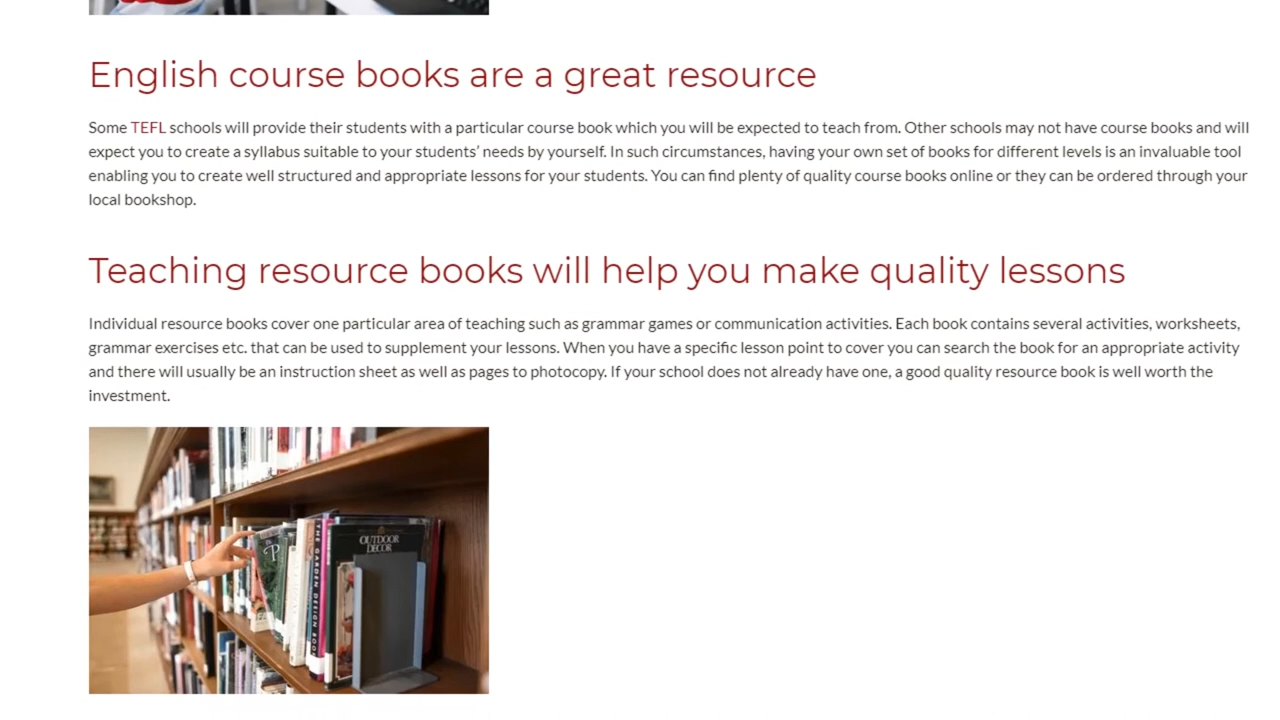 English course books are a great resource
Some TEFL schools will provide their students with a particular course book which you will be expected to teach from. Other schools may not have course books and will
expect you to create a syllabus suitable to your students’ needs by yourself. In such circumstances, having your own set of books for different levels is an invaluable tool
enabling you to create well structured and appropriate lessons for your students. You can find plenty of quality course books online or they can be ordered through your
local bookshop.
Teaching resource books will help you make quality lessons
Individual resource books cover one particular area of teaching such as grammar games or communication activities. Each book contains several activities, worksheets,
grammar exercises etc. that can be used to supplement your lessons. When you have a specific lesson point to cover you can search the book for an appropriate activity
and there will usually be an instruction sheet as well as pages to photocopy. If your school does not already have one, a good quality resource book is well worth the
investment.
THE GARDEN DESIGN BOOK
OUTDOOR
DECOR